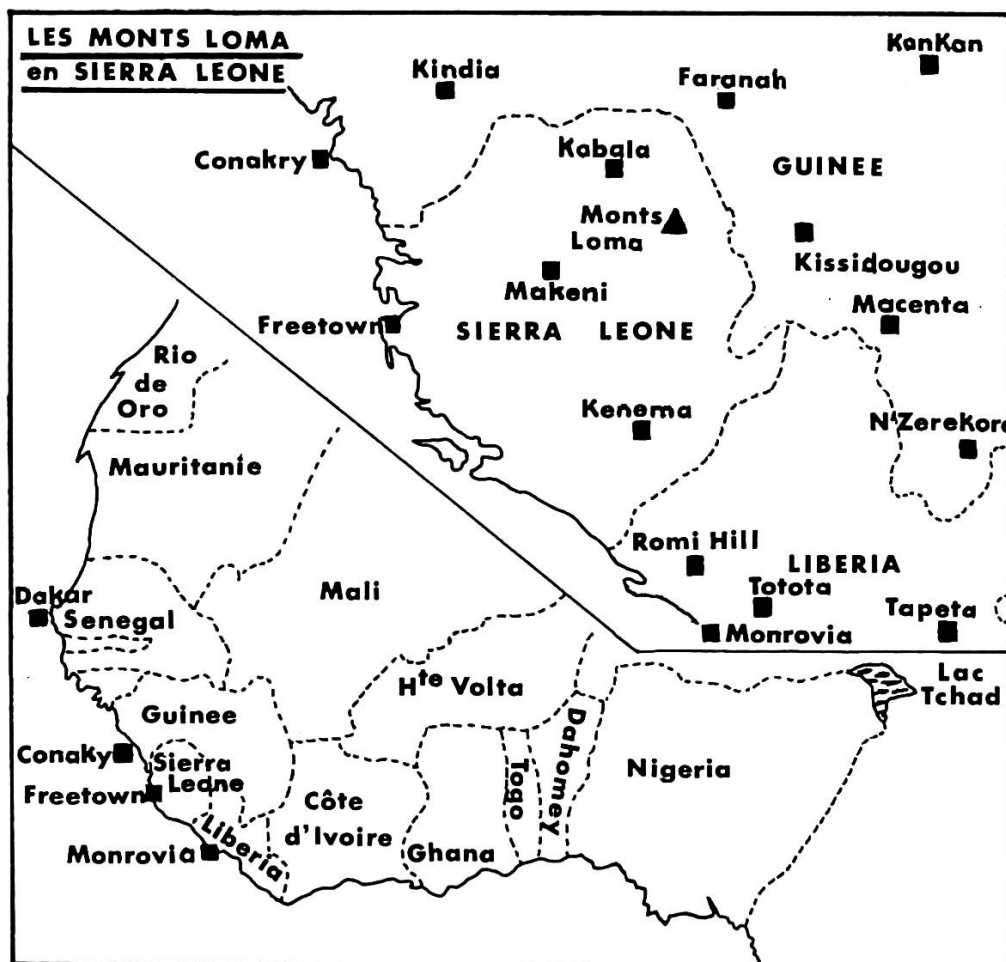 LES MONTS LOMA
en SIERRA LEONE
KanKan
Kindia
Faranah
Conakry
Kabala
GUINEE
Monts
Loma
Kissidougou
Makeni
Macenta
Freetown
SIERRA LEONE
Kenema
N'Zerekore
Romi Hill
LIBERIA
Totota
Tapeta
Monrovia
Rio
de
Oro
Mauritanie
Mali
Dakar
Senegal
Hte Volta
Lac
Tchad
Guinee
Dahomey
Conaky
Sierra
Leone
Togo
Nigeria
Freetown
Côte
d'Ivoire
Liberia
Monrovia
Ghana